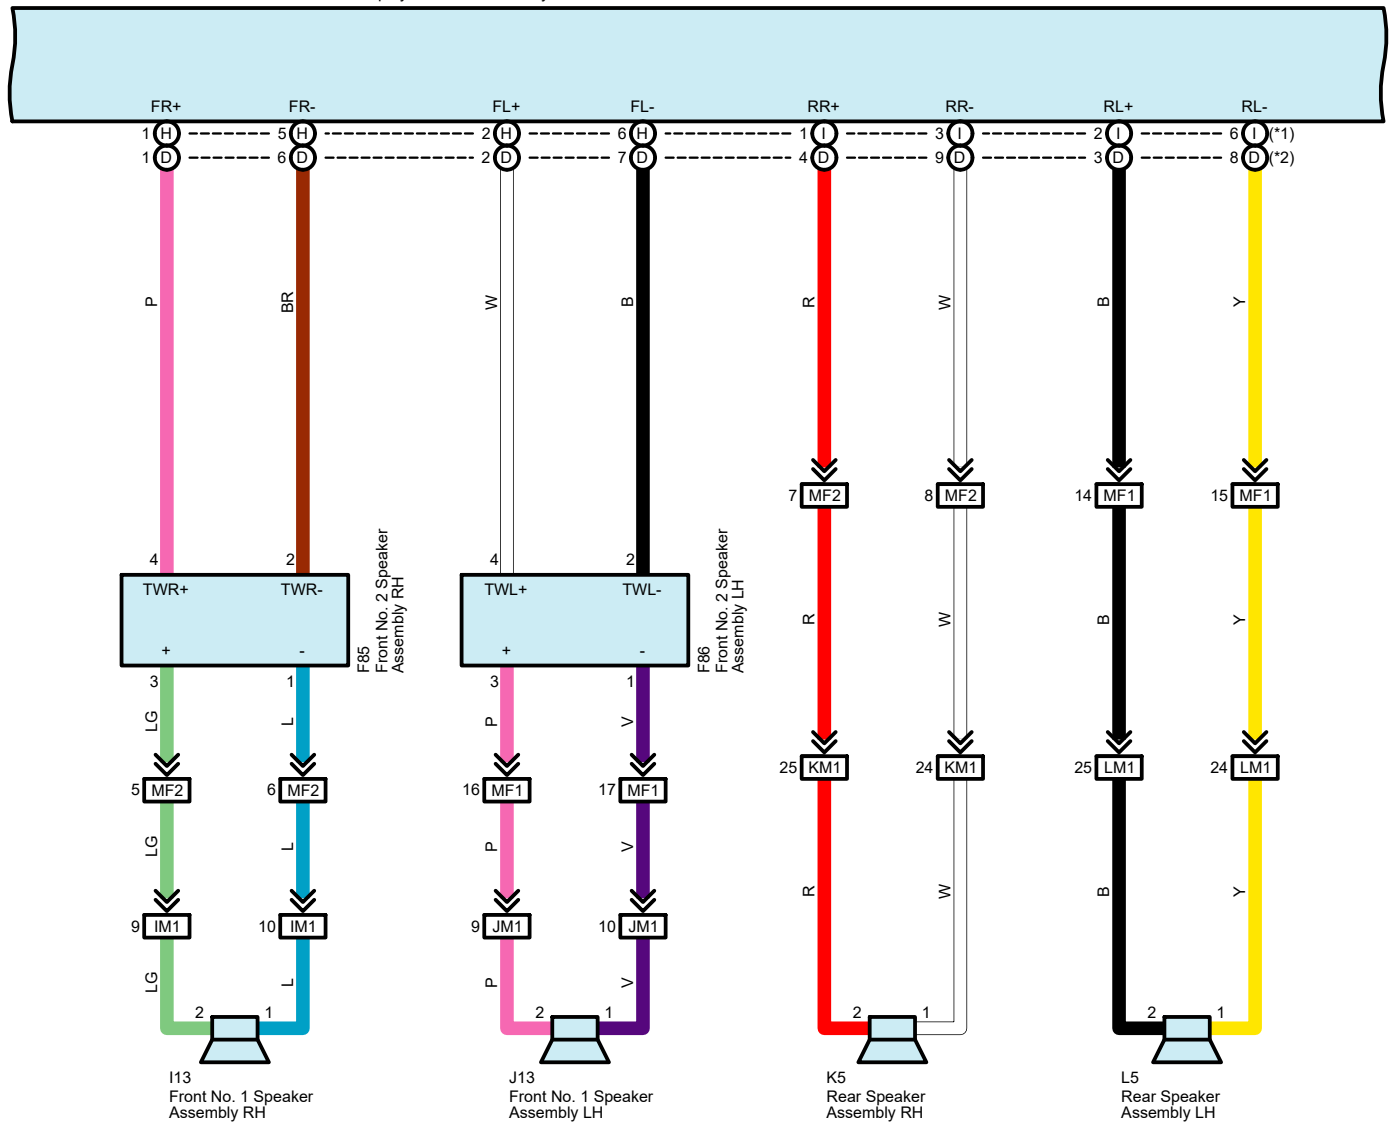 FR+ FR- FL+ FL- RR+ RR- RL+ RL-
1 H 5 H 2 H 6 H 1 I 3 I 2 I 6 I (*1)
1 D 6 D 2 D 7 D 4 D 9 D 3 D 8 D (*2)
P BR W B R W B Y
7 MF2 8 MF2 14 MF1 15 MF1
4 2 4 2
TWR+ TWR- TWL+ TWL-
+ - + -
F85
Front No. 2 Speaker
Assembly RH
F86
Front No. 2 Speaker
Assembly LH
R W B Y
3 1 3 1
LG L P V
25 KM1 24 KM1 25 LM1 24 LM1
5 MF2 6 MF2 16 MF1 17 MF1
LG L P V
R W B Y
9 IM1 10 IM1 9 JM1 10 JM1
LG L P V
2 1 2 1 2 1 2 1
I13
Front No. 1 Speaker
Assembly RH
J13
Front No. 1 Speaker
Assembly LH
K5
Rear Speaker
Assembly RH
L5
Rear Speaker
Assembly LH